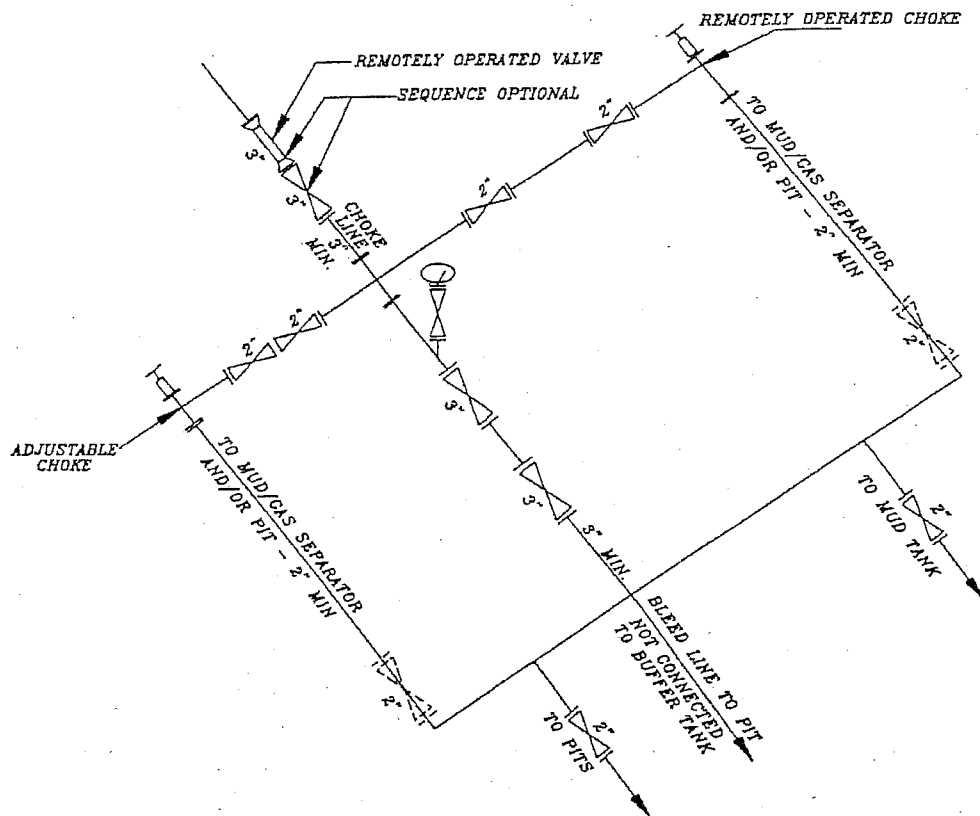 REMOTELY OPERATED CHOKE
REMOTELY OPERATED VALVE
SEQUENCE OPTIONAL
3"
3"
CHOKE
LINE
3"
MIN.
2"
2"
TO MUD/GAS SEPARATOR
AND/OR PIT - 2" MIN
2"
2"
2"
ADJUSTABLE
CHOKE
3"
3"
TO MUD/GAS SEPARATOR
AND/OR PIT - 2" MIN
2"
3" MIN.
2"
TO MUD TANK
BLEED LINE TO PIT
NOT CONNECTED
TO BUFFER TANK
2"
TO PITS